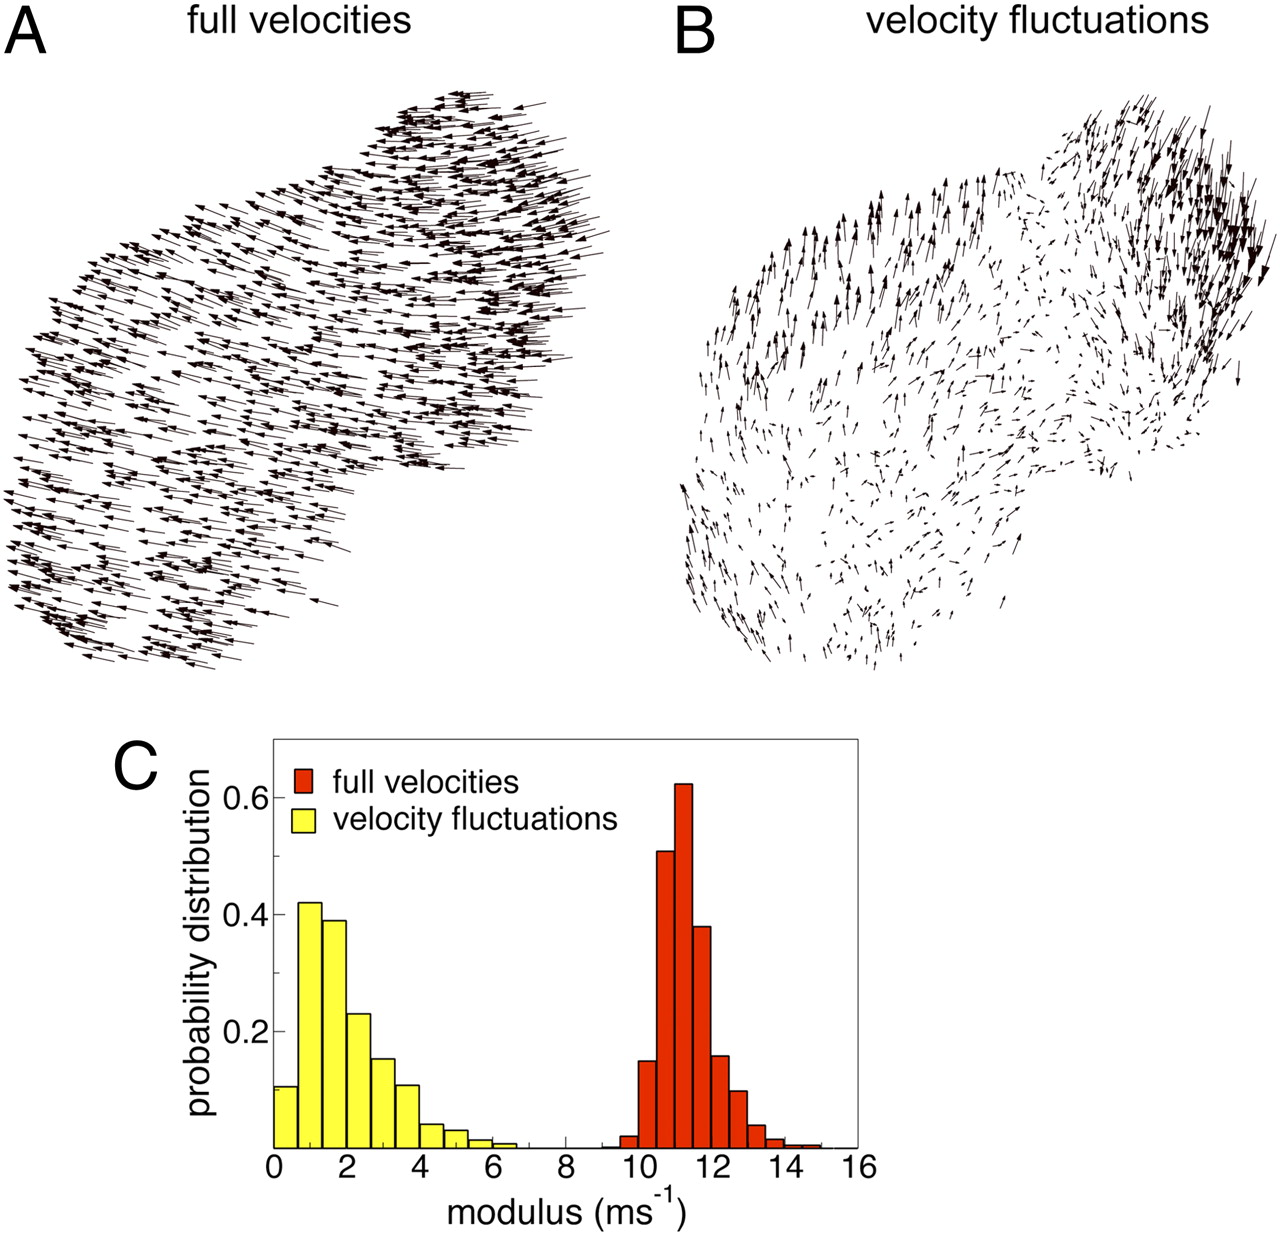 A full velocities
B velocity fluctuations
C
full velocities
velocity fluctuations
probability distribution
0.6
0.4
0.2
0 2 4 6 8 10 12 14 16
modulus (ms⁻¹)